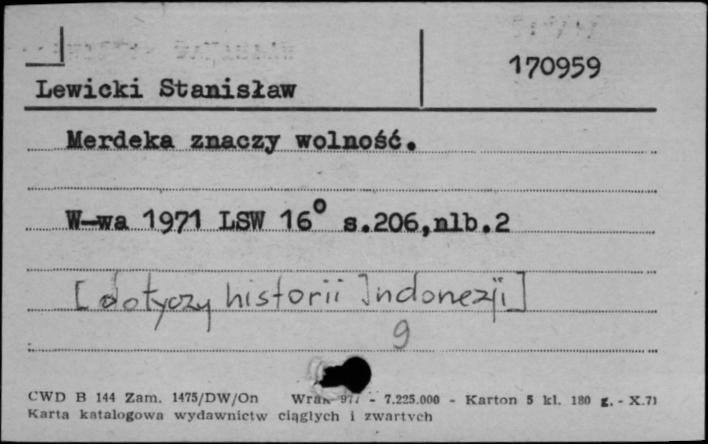 170959
Lewicki Stanisław
Merdeka znaczy wolność.
W-wa 1971 LSW 16° s.206,nlb.2
[dotyczy historii Indonezji]
9
CWD B 144 Zam. 1475/DW/On - 7.225.000 - Karton 5 kl. 180 g. - X.71
Karta katalogowa wydawnictw ciągłych i zwartych